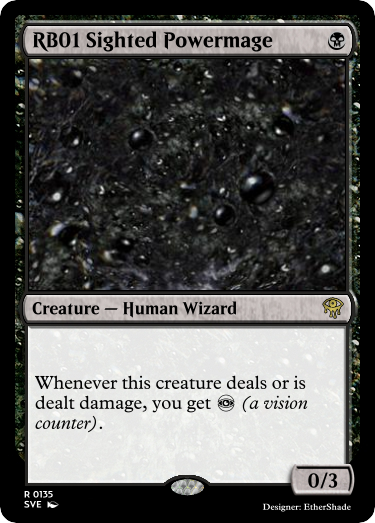 RB01 Sighted Powermage
Creature — Human Wizard
Whenever this creature deals or is
dealt damage, you get (a vision
counter).
0/3
R 0135
SVE
Designer: EtherShade